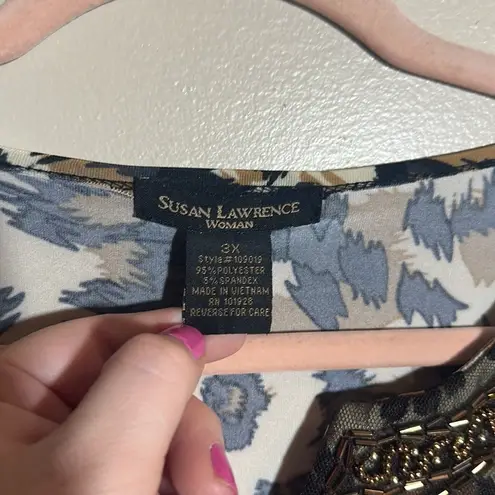 SUSAN LAWRENCE
WOMAN
3X
Style# 109019
95% POLYESTER
5% SPANDEX
MADE IN VIETNAM
RN 101928
REVERSE FOR CARE